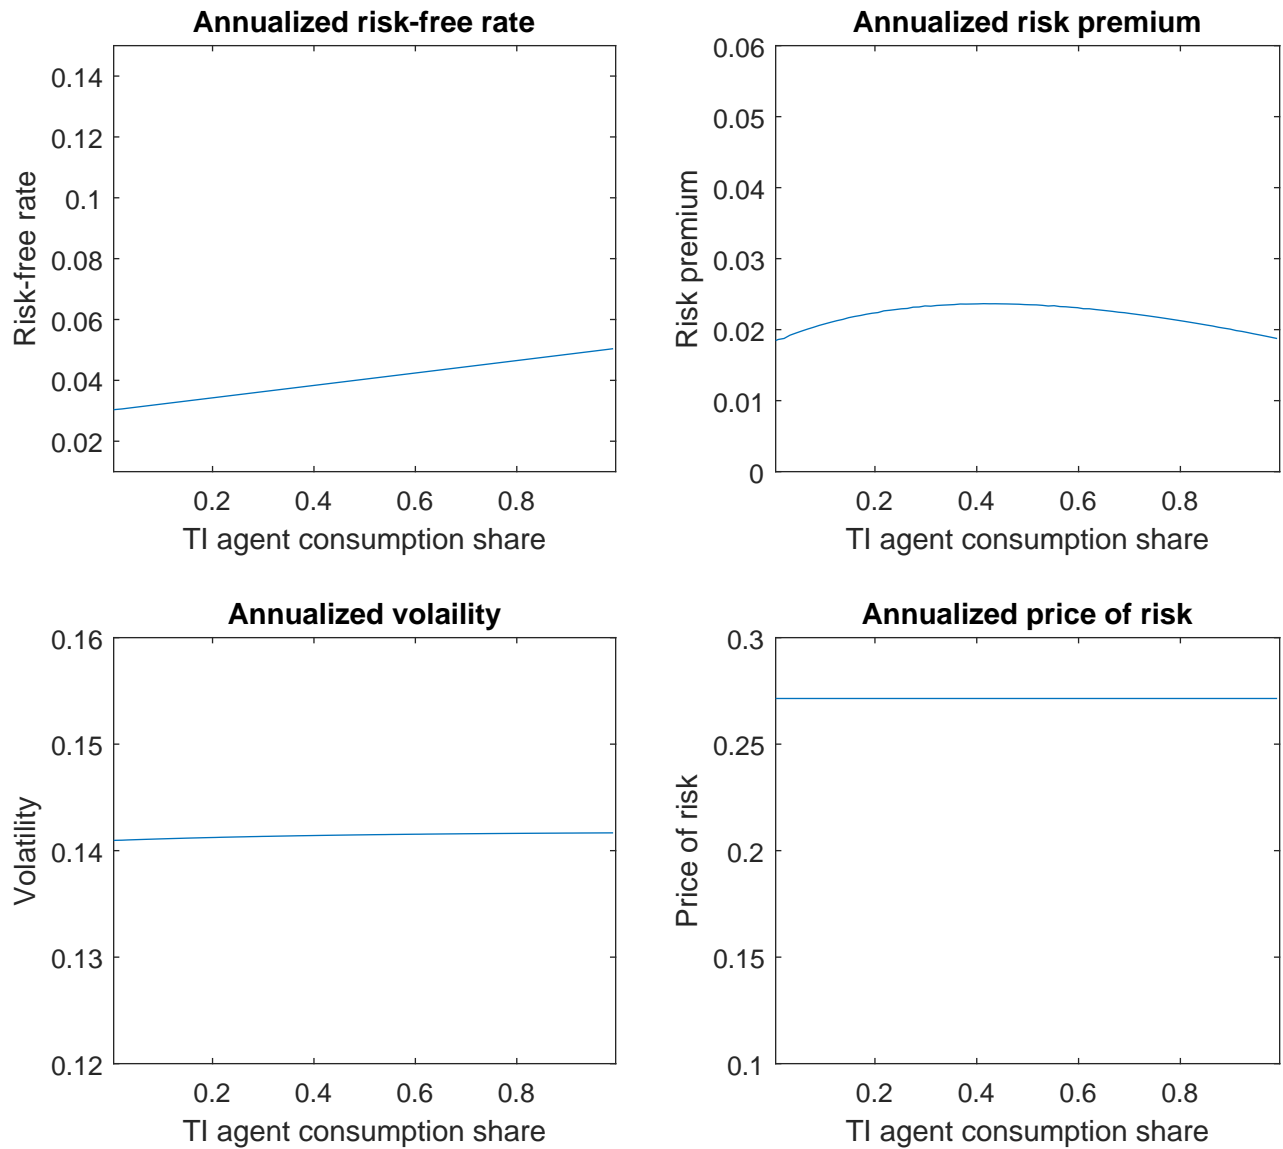 Annualized risk-free rate
0.14
0.12
0.1
0.08
0.06
0.04
0.02
Risk-free rate
0.2 0.4 0.6 0.8
TI agent consumption share
Annualized risk premium
0.06
0.05
0.04
0.03
0.02
0.01
0
Risk premium
0.2 0.4 0.6 0.8
TI agent consumption share
Annualized volaility
0.16
0.15
0.14
0.13
0.12
Volatility
0.2 0.4 0.6 0.8
TI agent consumption share
Annualized price of risk
0.3
0.25
0.2
0.15
0.1
Price of risk
0.2 0.4 0.6 0.8
TI agent consumption share